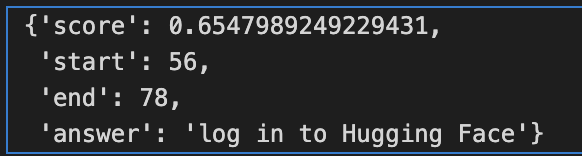 {'score': 0.6547989249229431,
'start': 56,
'end': 78,
'answer': 'log in to Hugging Face'}